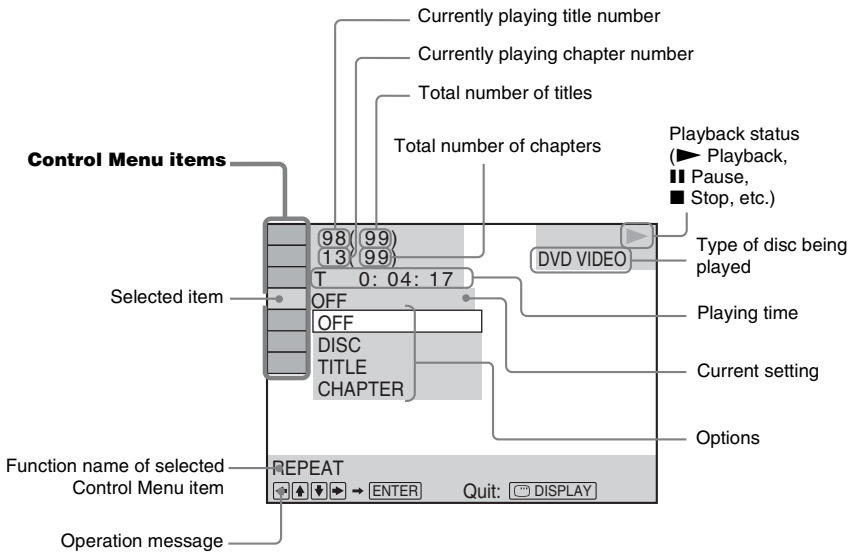 Currently playing title number
Currently playing chapter number
Total number of titles
Total number of chapters
Playback status
(▶ Playback,
⏸ Pause,
■ Stop, etc.)
Control Menu items
98( 99)
13( 99)
DVD VIDEO
Type of disc being
played
T 0: 04: 17
Selected item
OFF
Playing time
OFF
DISC
TITLE
CHAPTER
Current setting
Options
Function name of selected
Control Menu item
REPEAT
← ↑ ↓ → → ENTER Quit: DISPLAY
Operation message